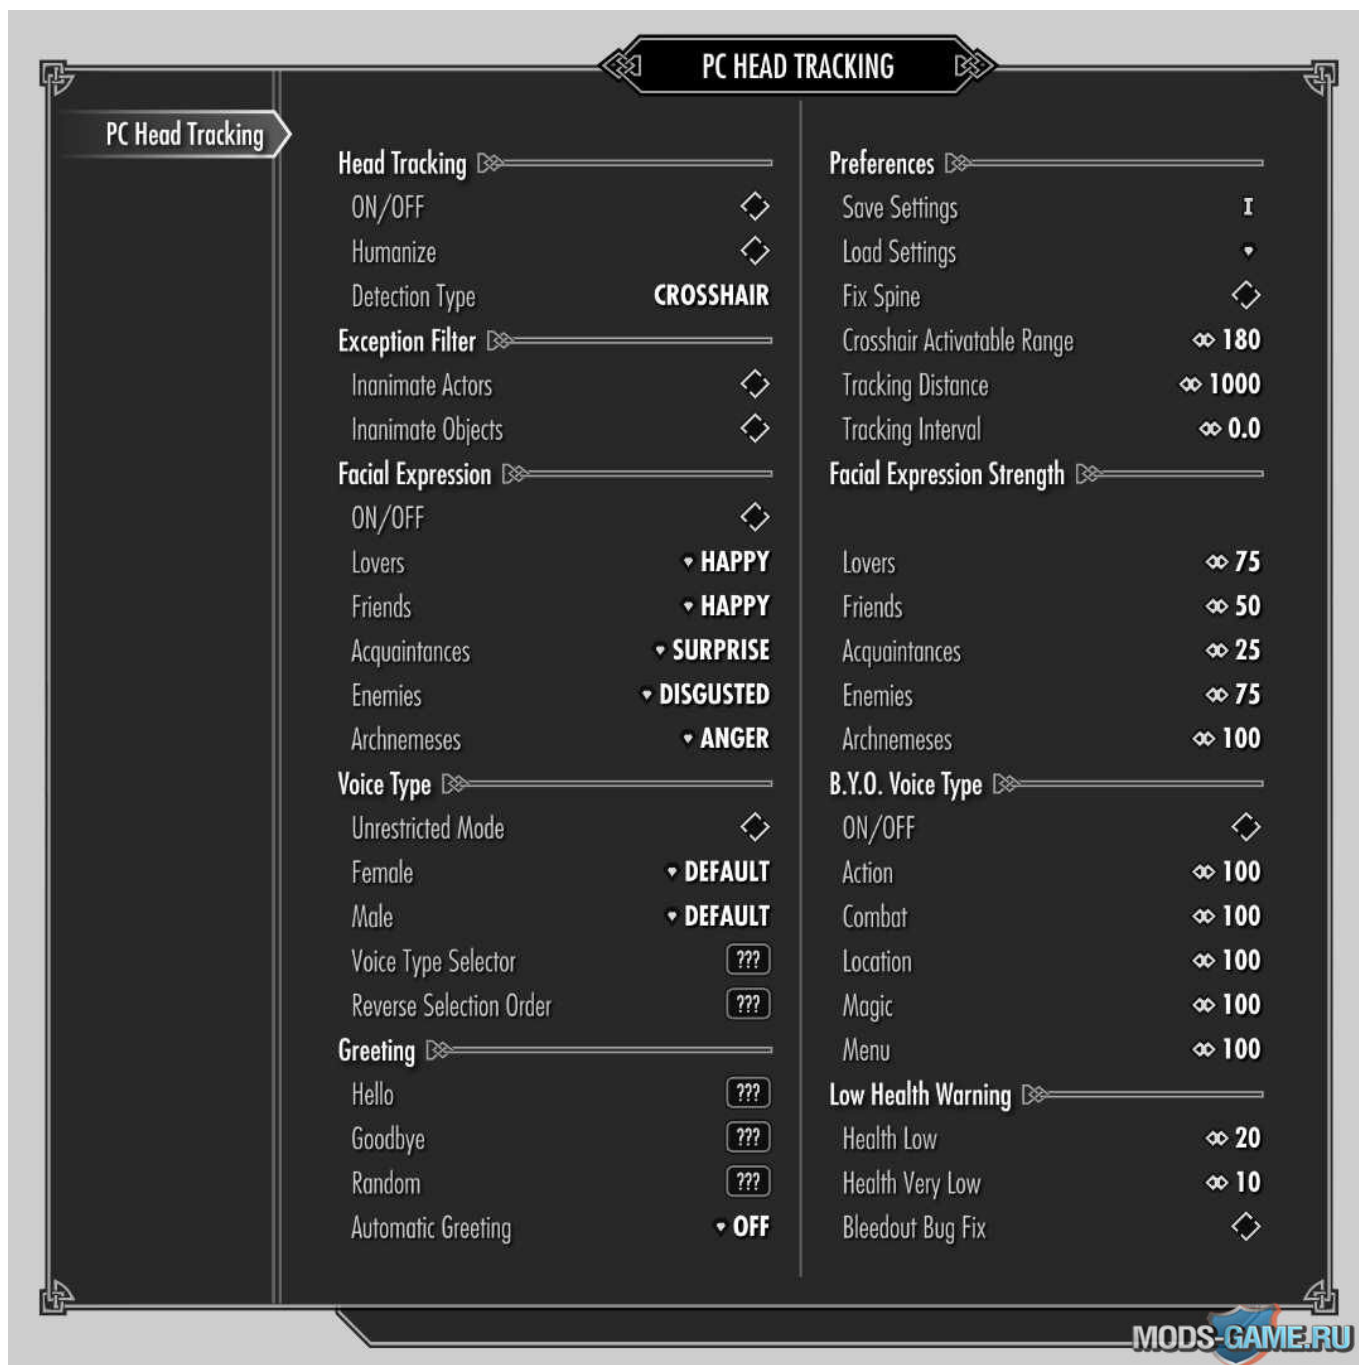 PC HEAD TRACKING
PC Head Tracking
Head Tracking
ON/OFF
Humanize
Detection Type CROSSHAIR
Exception Filter
Inanimate Actors
Inanimate Objects
Facial Expression
ON/OFF
Lovers HAPPY
Friends HAPPY
Acquaintances SURPRISE
Enemies DISGUSTED
Archnemeses ANGER
Voice Type
Unrestricted Mode
Female DEFAULT
Male DEFAULT
Voice Type Selector ???
Reverse Selection Order ???
Greeting
Hello ???
Goodbye ???
Random ???
Automatic Greeting OFF
Preferences
Save Settings I
Load Settings
Fix Spine
Crosshair Activatable Range 180
Tracking Distance 1000
Tracking Interval 0.0
Facial Expression Strength
Lovers 75
Friends 50
Acquaintances 25
Enemies 75
Archnemeses 100
B.Y.O. Voice Type
ON/OFF
Action 100
Combat 100
Location 100
Magic 100
Menu 100
Low Health Warning
Health Low 20
Health Very Low 10
Bleedout Bug Fix
MODS-GAME.RU